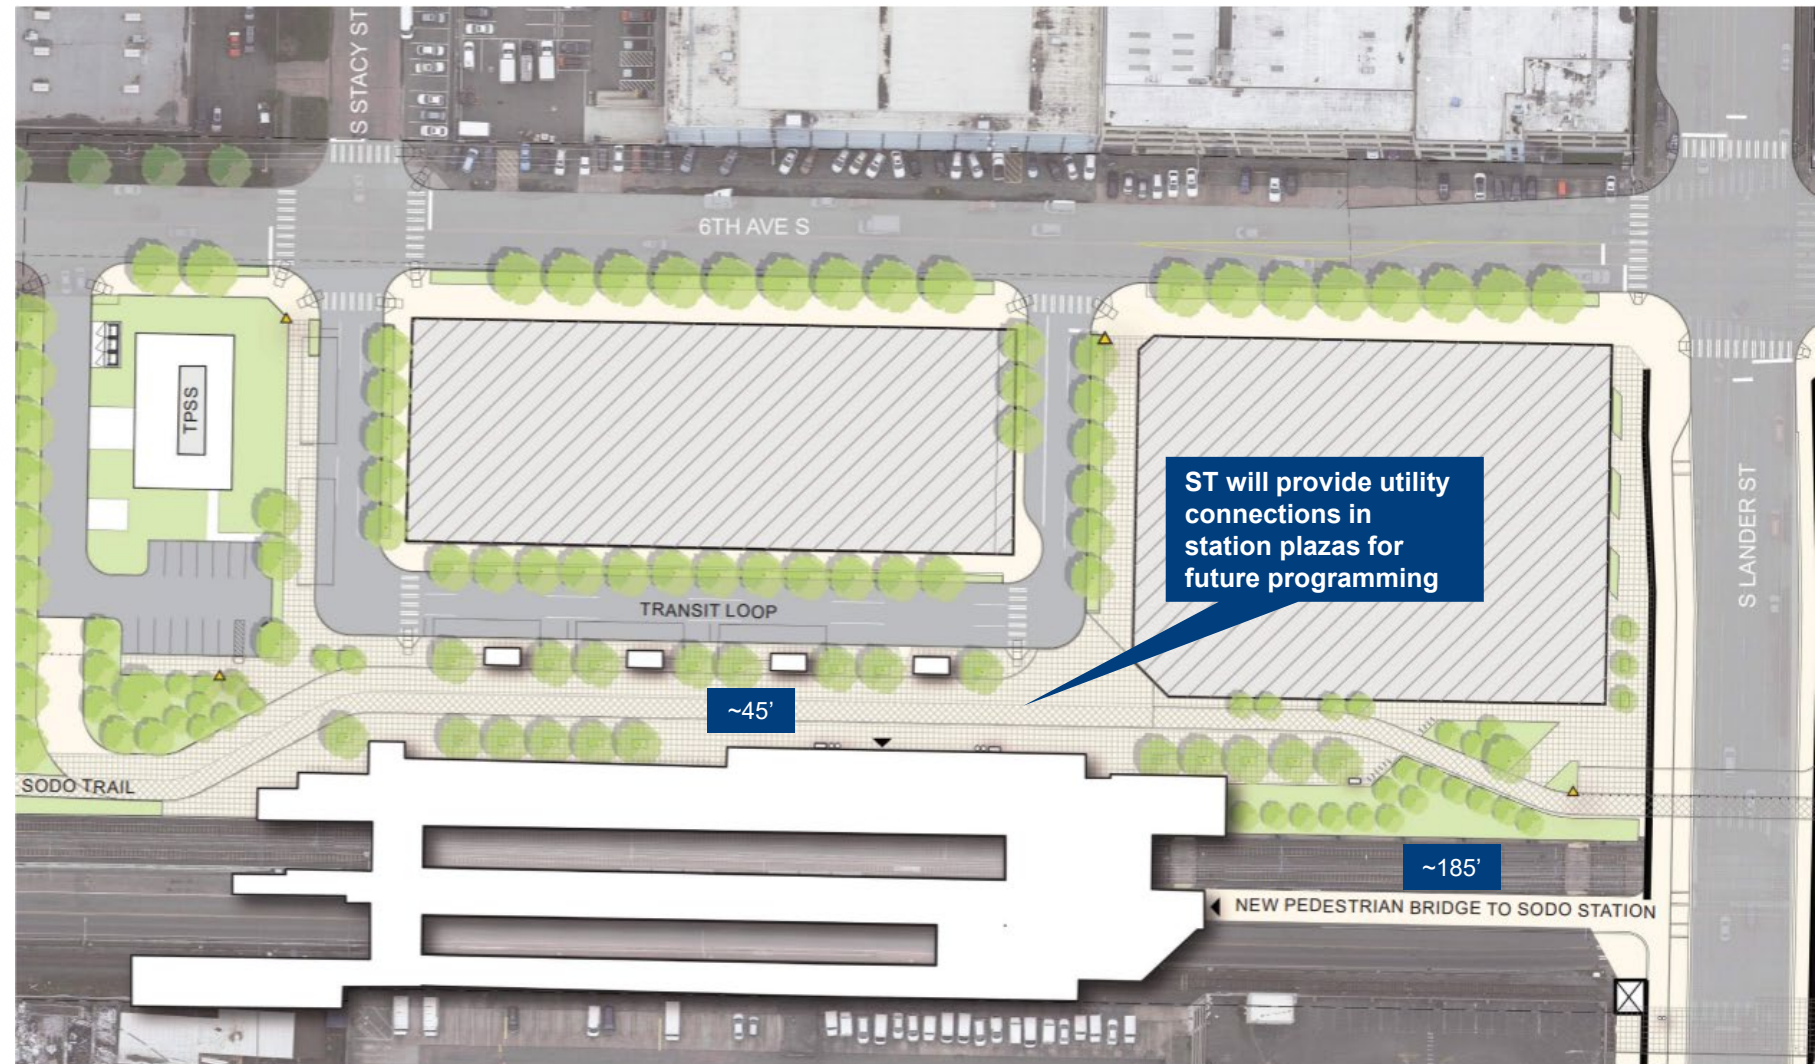 S STACY ST
6TH AVE S
TPSS
ST will provide utility
connections in
station plazas for
future programming
S LANDER ST
TRANSIT LOOP
~45’
SODO TRAIL
~185’
NEW PEDESTRIAN BRIDGE TO SODO STATION